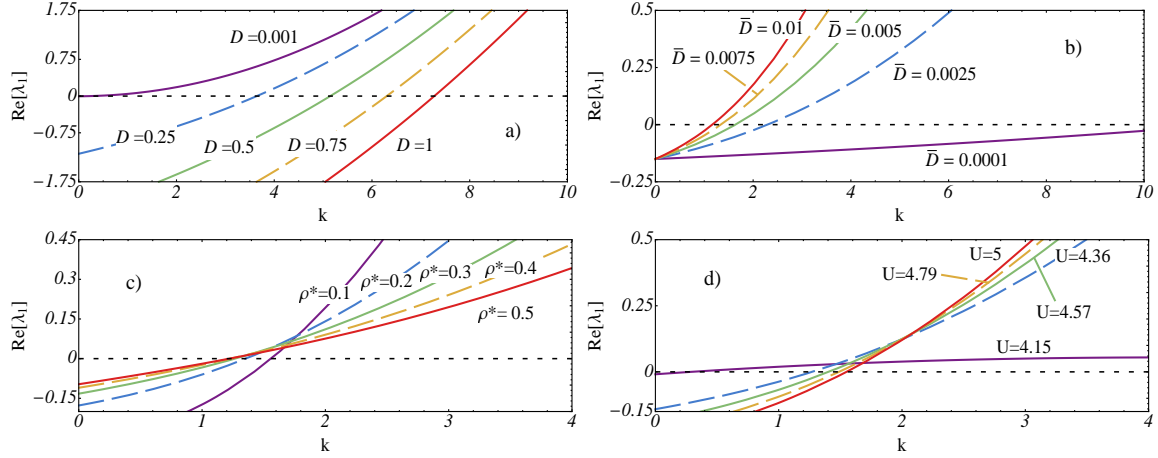 1.75
0.75
0
−0.75
−1.75
Re[λ₁]
D =0.001
D =0.25
D =0.5
D =0.75
D =1
a)
0 2 4 6 8 10
k
0.5
0.25
0
−0.25
Re[λ₁]
D̅ =0.01
D̅ =0.005
D̅ =0.0075
D̅ =0.0025
D̅ =0.0001
b)
0 2 4 6 8 10
k
0.45
0.3
0.15
0
−0.15
Re[λ₁]
c)
ρ*=0.1
ρ*=0.2
ρ*=0.3
ρ*=0.4
ρ*=0.5
0 1 2 3 4
k
0.5
0.25
0
−0.15
Re[λ₁]
d)
U=5
U=4.79
U=4.36
U=4.57
U=4.15
0 1 2 3 4
k